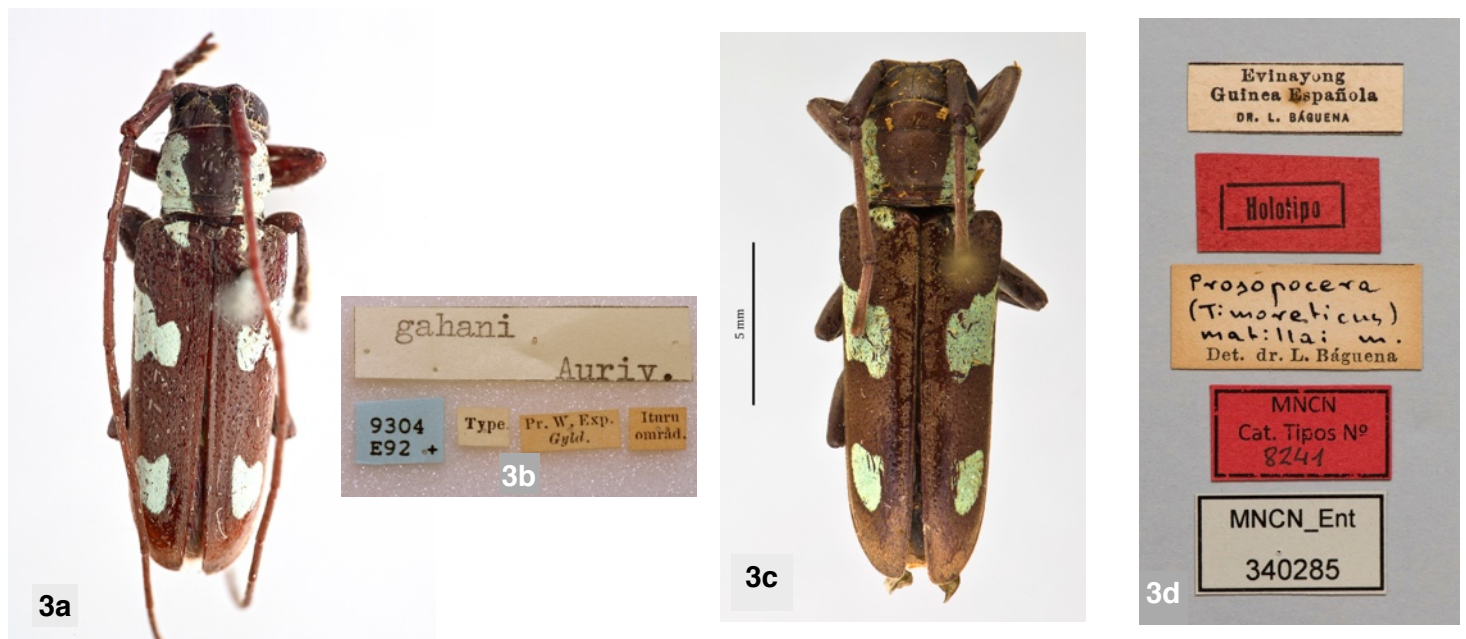 3a
gahani
Auriv.
9304
E92 +
Type.
Pr. W. Exp.
Gyld.
Ituru
områd.
3b
5 mm
3c
Evinayong
Guinea Española
DR. L. BÁGUENA
Holotipo
Prosopocera
(Timoreticus)
matillai m.
Det. dr. L. Báguena
MNCN
Cat. Tipos Nº
8241
MNCN_Ent
340285
3d